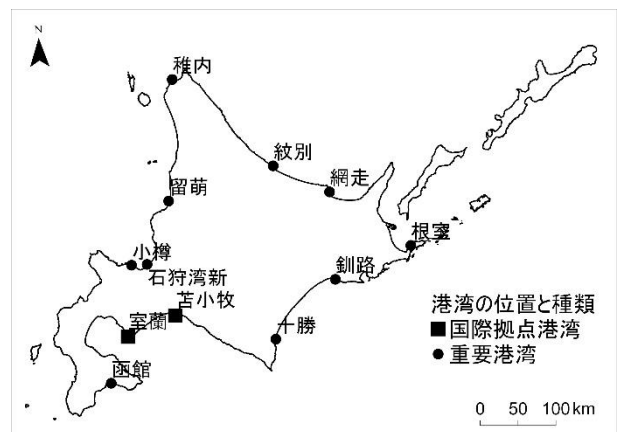 N
稚内
紋別
網走
留萌
根室
小樽
石狩湾新
釧路
苫小牧
室蘭
十勝
函館
港湾の位置と種類
■国際拠点港湾
●重要港湾
0 50 100 km